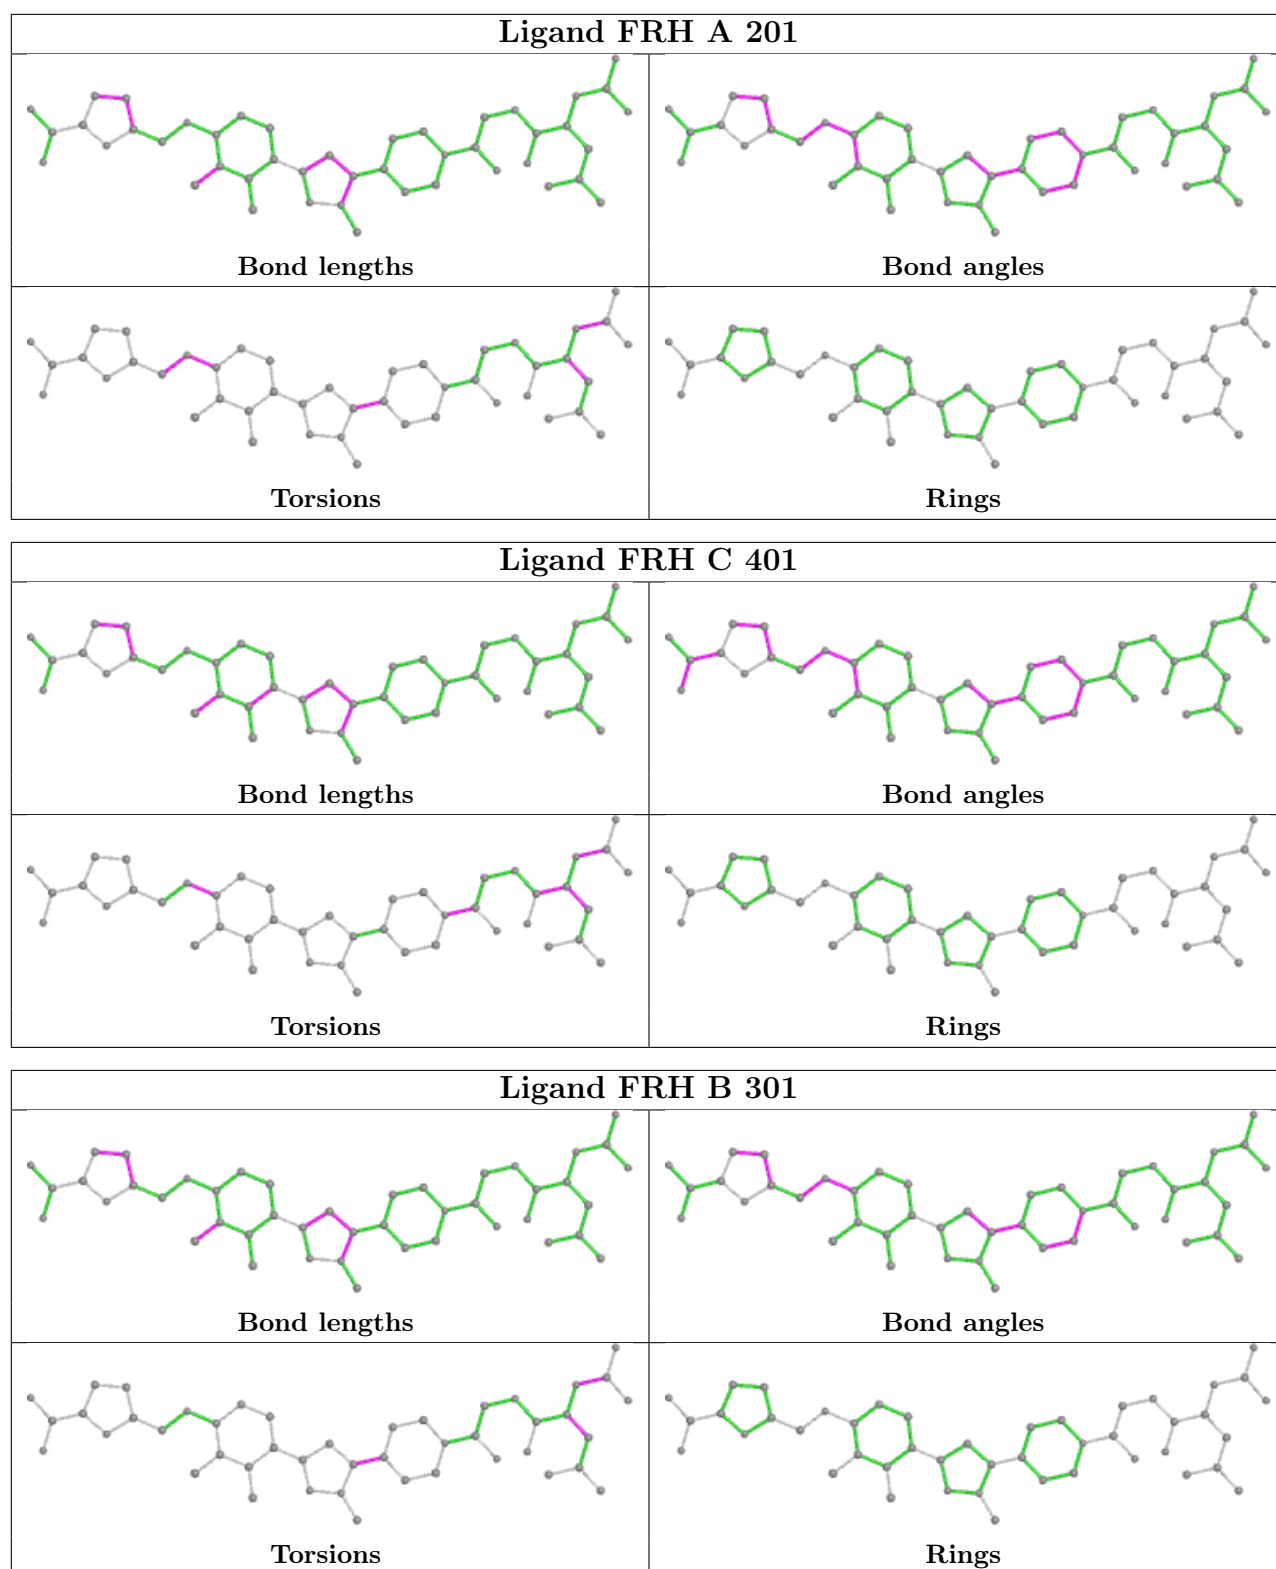 Ligand FRH A 201
Bond lengths
Bond angles
Torsions
Rings
Ligand FRH C 401
Bond lengths
Bond angles
Torsions
Rings
Ligand FRH B 301
Bond lengths
Bond angles
Torsions
Rings